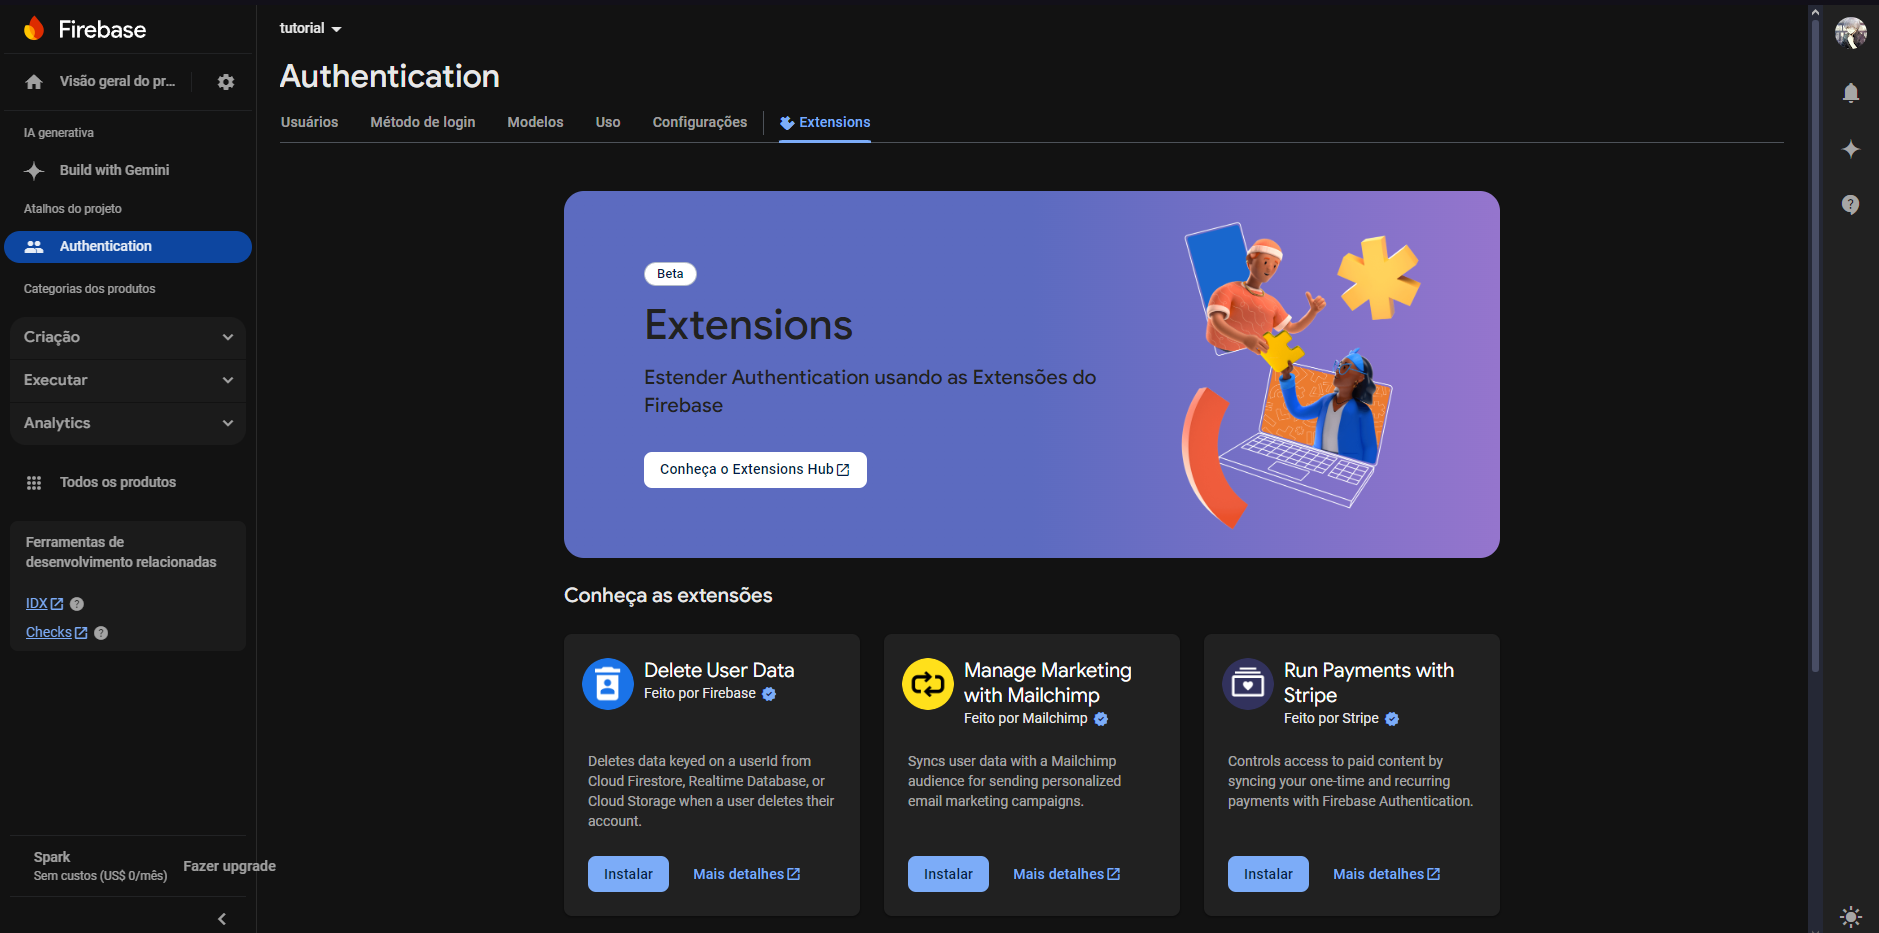 Firebase
Visão geral do pr...
IA generativa
Build with Gemini
Atalhos do projeto
Authentication
Categorias dos produtos
Criação
Executar
Analytics
Todos os produtos
Ferramentas de
desenvolvimento relacionadas
IDX
Checks
Spark
Sem custos (US$ 0/mês)
Fazer upgrade
tutorial
Authentication
Usuários
Método de login
Modelos
Uso
Configurações
Extensions
Beta
Extensions
Estender Authentication usando as Extensões do
Firebase
Conheça o Extensions Hub
Conheça as extensões
Delete User Data
Feito por Firebase
Deletes data keyed on a userId from
Cloud Firestore, Realtime Database, or
Cloud Storage when a user deletes their
account.
Instalar
Mais detalhes
Manage Marketing
with Mailchimp
Feito por Mailchimp
Syncs user data with a Mailchimp
audience for sending personalized
email marketing campaigns.
Instalar
Mais detalhes
Run Payments with
Stripe
Feito por Stripe
Controls access to paid content by
syncing your one-time and recurring
payments with Firebase Authentication.
Instalar
Mais detalhes